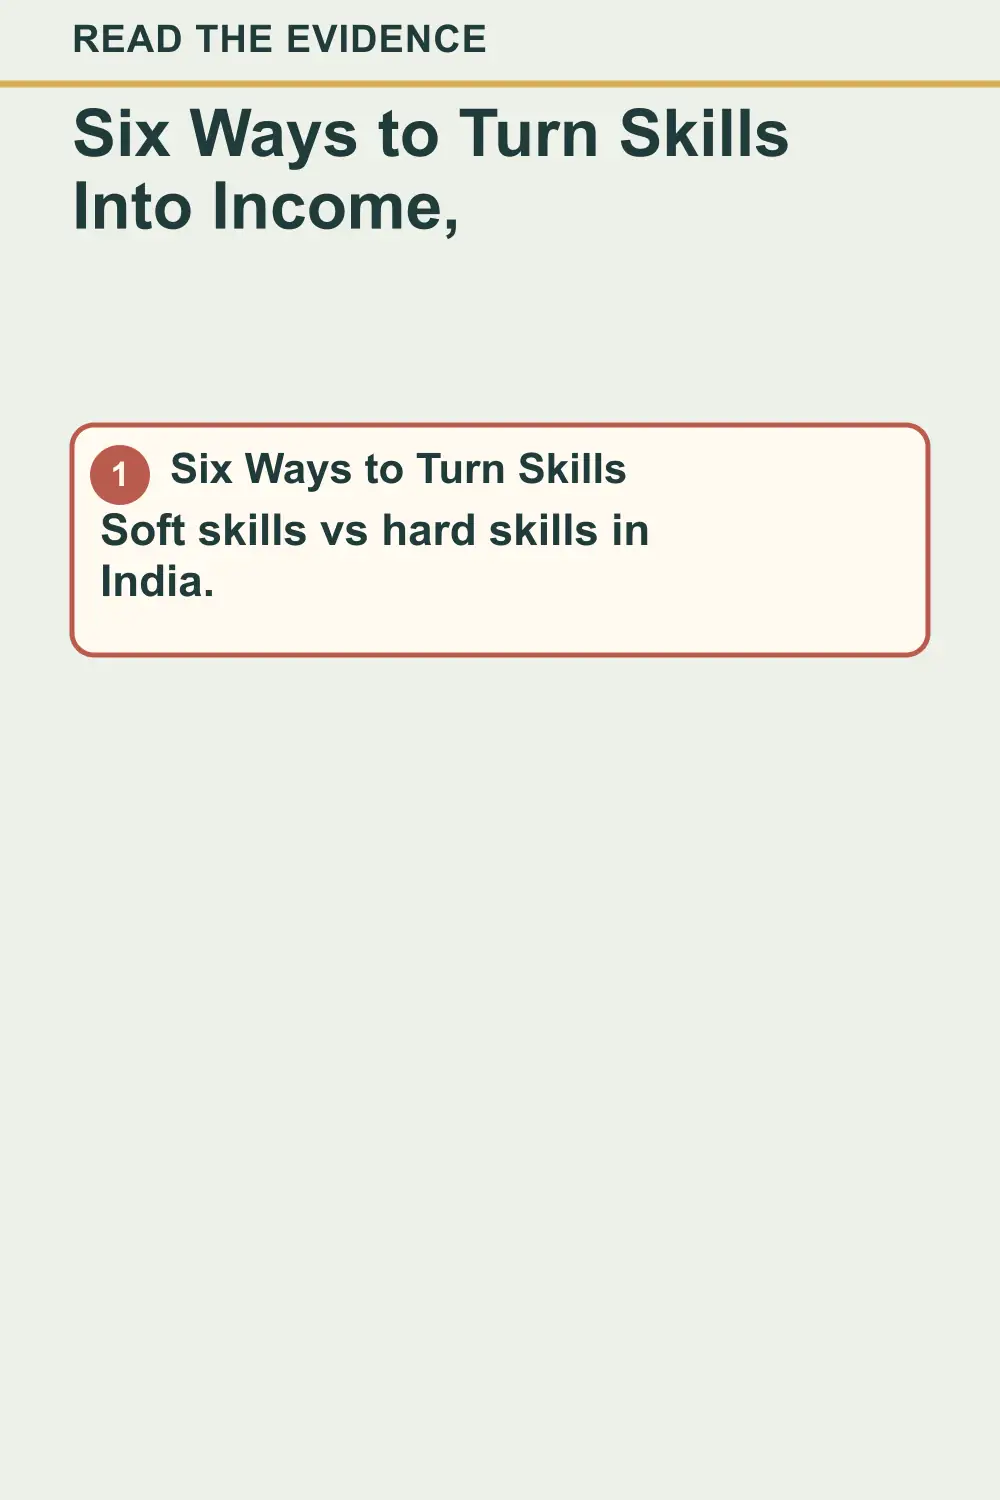 READ THE EVIDENCE
Six Ways to Turn Skills
Into Income,
1 Six Ways to Turn Skills
Soft skills vs hard skills in
India.